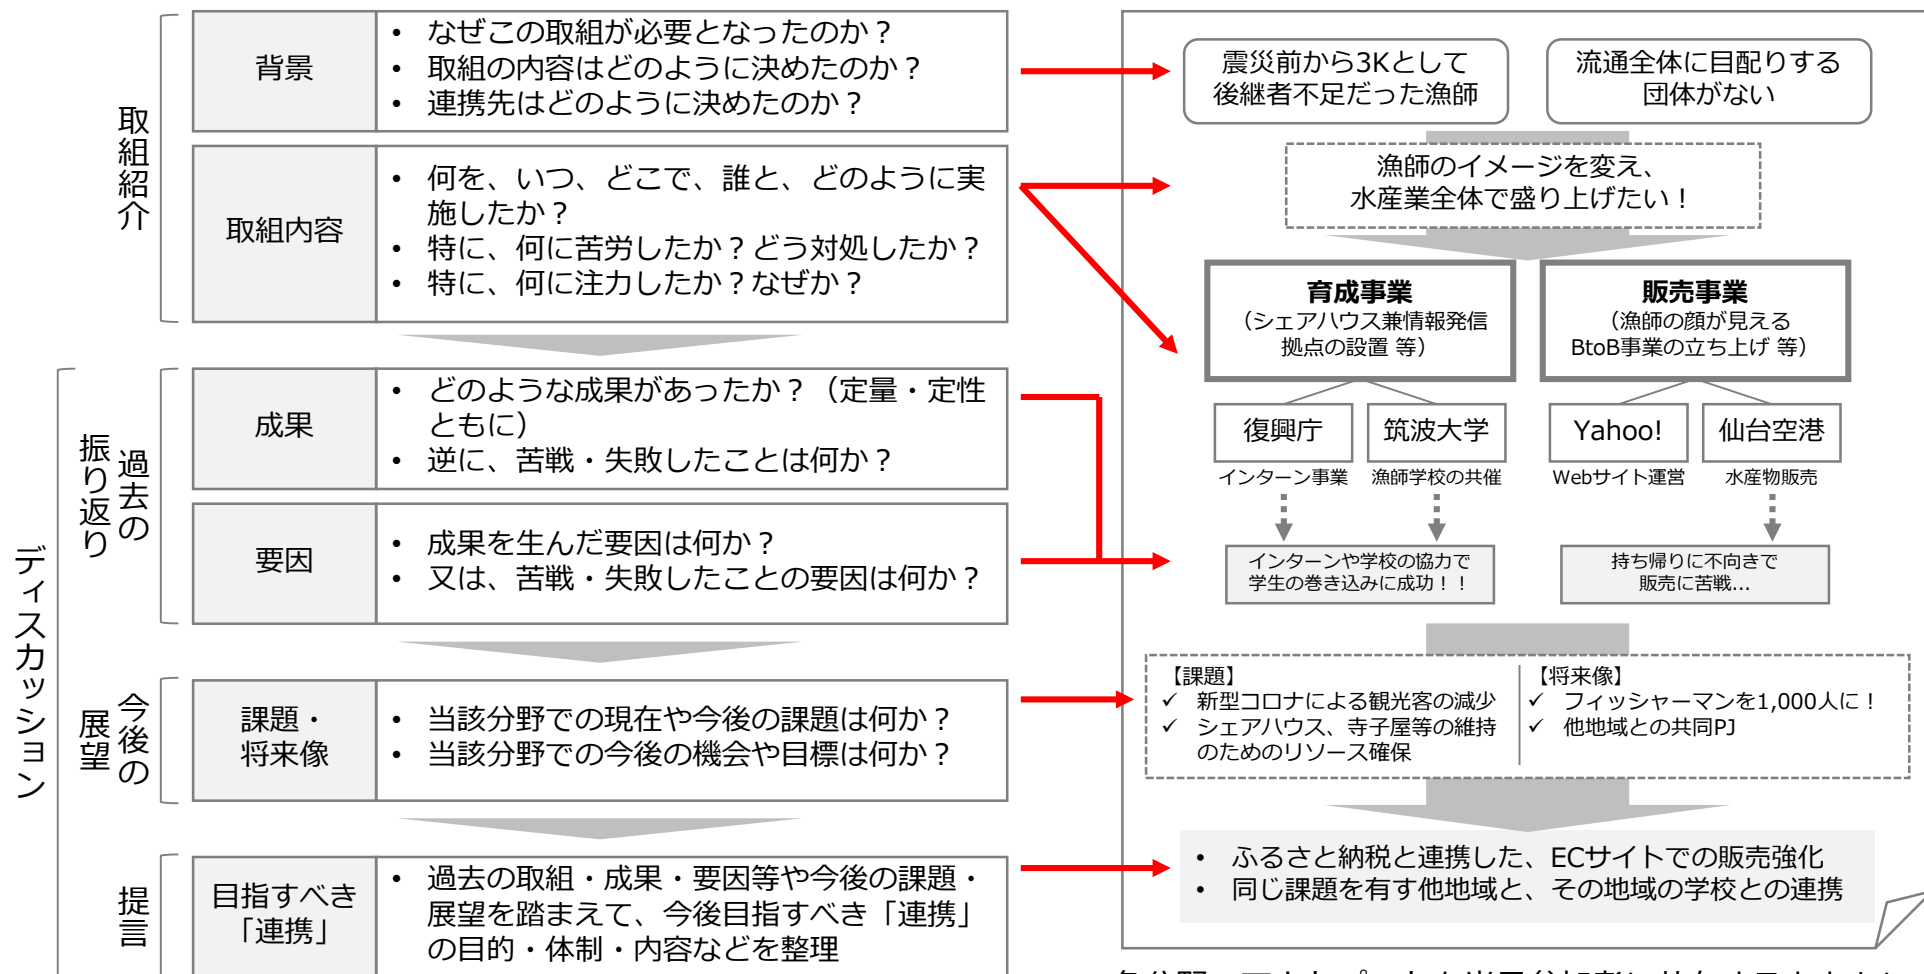 取組紹介
背景
• なぜこの取組が必要となったのか？
• 取組の内容はどのように決めたのか？
• 連携先はどのように決めたのか？
取組内容
• 何を、いつ、どこで、誰と、どのように実
施したか？
• 特に、何に苦労したか？どう対処したか？
• 特に、何に注力したか？なぜか？
ディスカッション
過去の
振り返り
成果
• どのような成果があったか？（定量・定性
ともに）
• 逆に、苦戦・失敗したことは何か？
要因
• 成果を生んだ要因は何か？
• 又は、苦戦・失敗したことの要因は何か？
今後の
展望
課題・
将来像
• 当該分野での現在や今後の課題は何か？
• 当該分野での今後の機会や目標は何か？
提言
目指すべき
「連携」
• 過去の取組・成果・要因等や今後の課題・
展望を踏まえて、今後目指すべき「連携」
の目的・体制・内容などを整理
震災前から3Kとして
後継者不足だった漁師
流通全体に目配りする
団体がない
漁師のイメージを変え、
水産業全体で盛り上げたい！
育成事業
（シェアハウス兼情報発信
拠点の設置 等）
販売事業
（漁師の顔が見える
BtoB事業の立ち上げ 等）
復興庁
筑波大学
Yahoo!
仙台空港
インターン事業
漁師学校の共催
Webサイト運営
水産物販売
インターンや学校の協力で
学生の巻き込みに成功！！
持ち帰りに不向きで
販売に苦戦...
【課題】
✓ 新型コロナによる観光客の減少
✓ シェアハウス、寺子屋等の維持
のためのリソース確保
【将来像】
✓ フィッシャーマンを1,000人に！
✓ 他地域との共同PJ
• ふるさと納税と連携した、ECサイトでの販売強化
• 同じ課題を有す他地域と、その地域の学校との連携